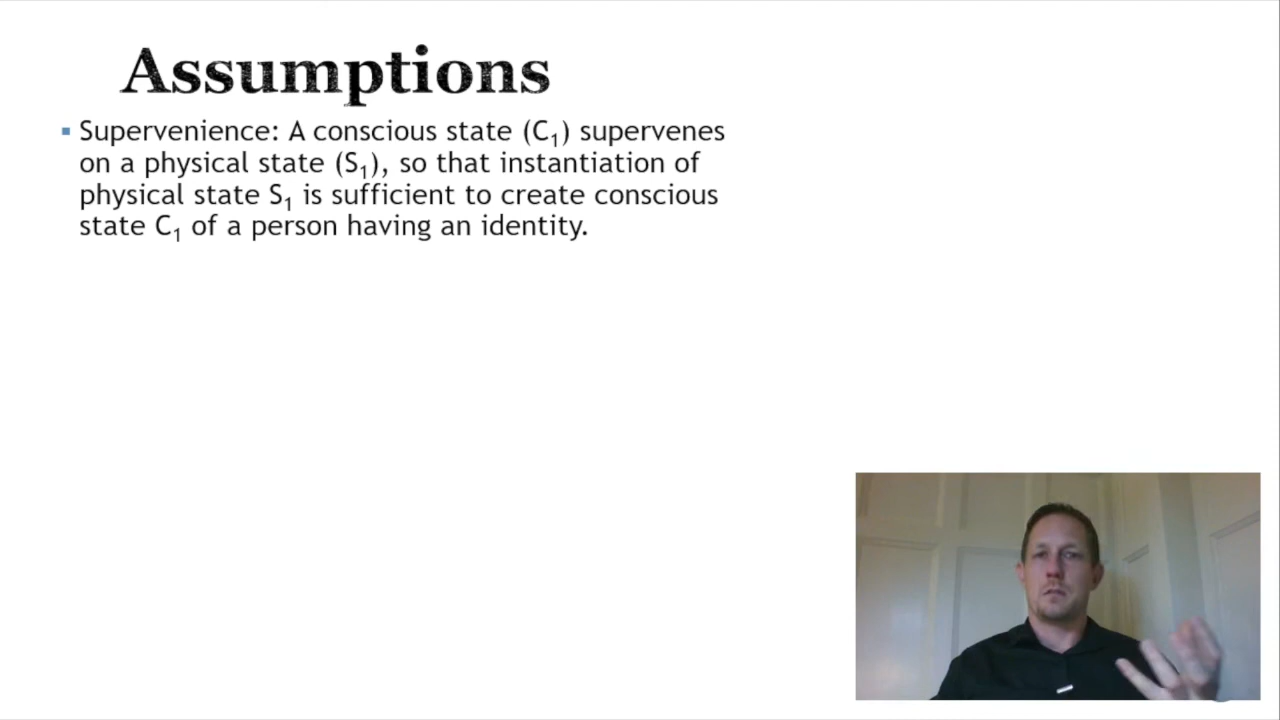 Assumptions
Supervenience: A conscious state (C₁) supervenes
on a physical state (S₁), so that instantiation of
physical state S₁ is sufficient to create conscious
state C₁ of a person having an identity.